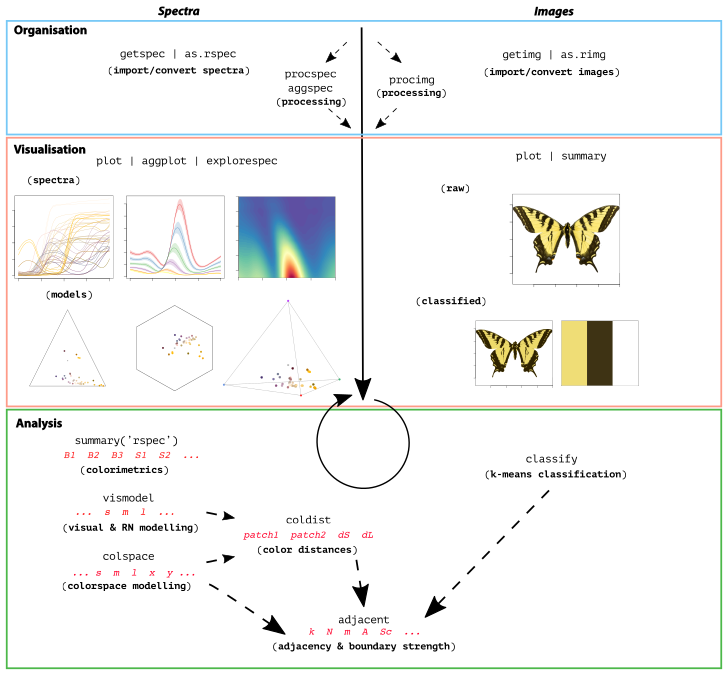 Spectra
Images
Organisation
getspec | as.rspec
(import/convert spectra)
procspec
aggspec
(processing)
procimg
(processing)
getimg | as.rimg
(import/convert images)
Visualisation
plot | aggplot | explorespec
(spectra)
(models)
plot | summary
(raw)
(classified)
Analysis
summary('rspec')
B1 B2 B3 S1 S2 ...
(colorimetrics)
vismodel
... s m l ...
(visual & RN modelling)
colspace
... s m l x y ...
(colorspace modelling)
coldist
patch1 patch2 dS dL
(color distances)
classify
(k-means classification)
adjacent
k N m A Sc ...
(adjacency & boundary strength)